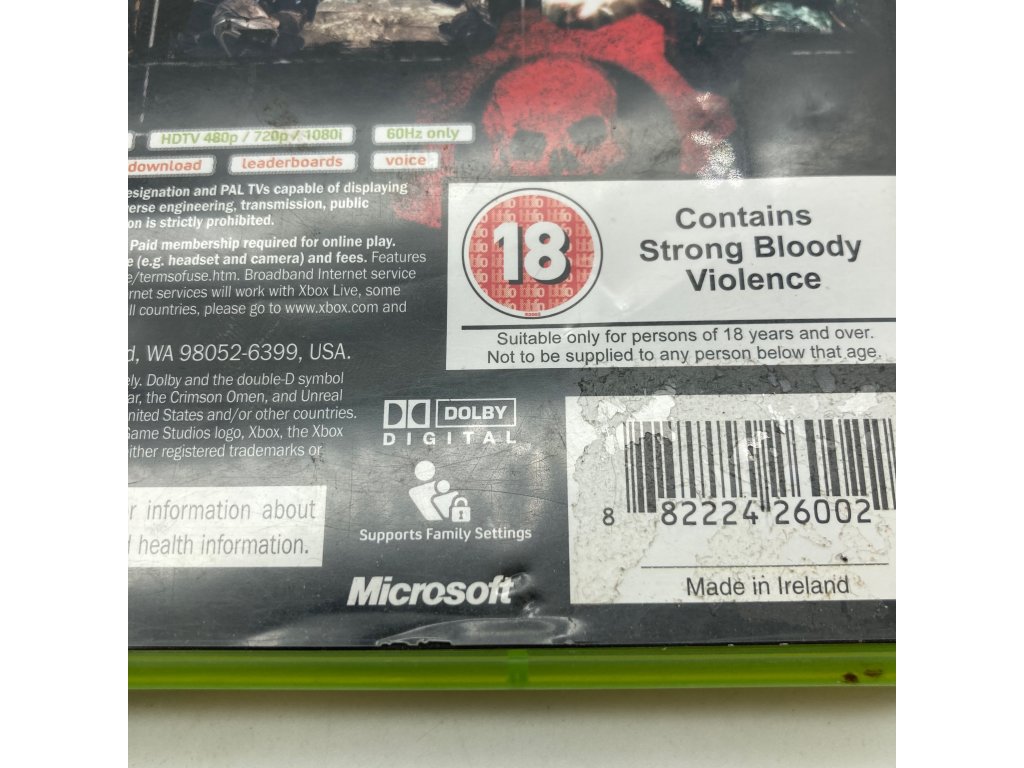 HDTV 480p / 720p / 1080i
60Hz only
download
leaderboards
voice
esignation and PAL TVs capable of displaying
erse engineering, transmission, public
on is strictly prohibited.
Paid membership required for online play.
e (e.g. headset and camera) and fees. Features
e/termsofuse.htm. Broadband Internet service
rnet services will work with Xbox Live, some
ll countries, please go to www.xbox.com and
d, WA 98052-6399, USA.
ely. Dolby and the double-D symbol
ar, the Crimson Omen, and Unreal
nited States and/or other countries.
ame Studios logo, Xbox, the Xbox
ither registered trademarks or
r information about
health information.
DOLBY
DIGITAL
Supports Family Settings
Microsoft
18
Contains
Strong Bloody
Violence
Suitable only for persons of 18 years and over.
Not to be supplied to any person below that age.
8 82224 26002
Made in Ireland